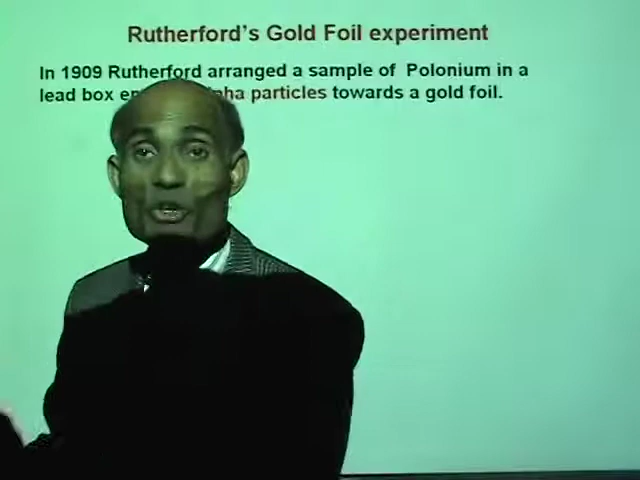 Rutherford's Gold Foil experiment
In 1909 Rutherford arranged a sample of Polonium in a
lead box particles towards a gold foil.